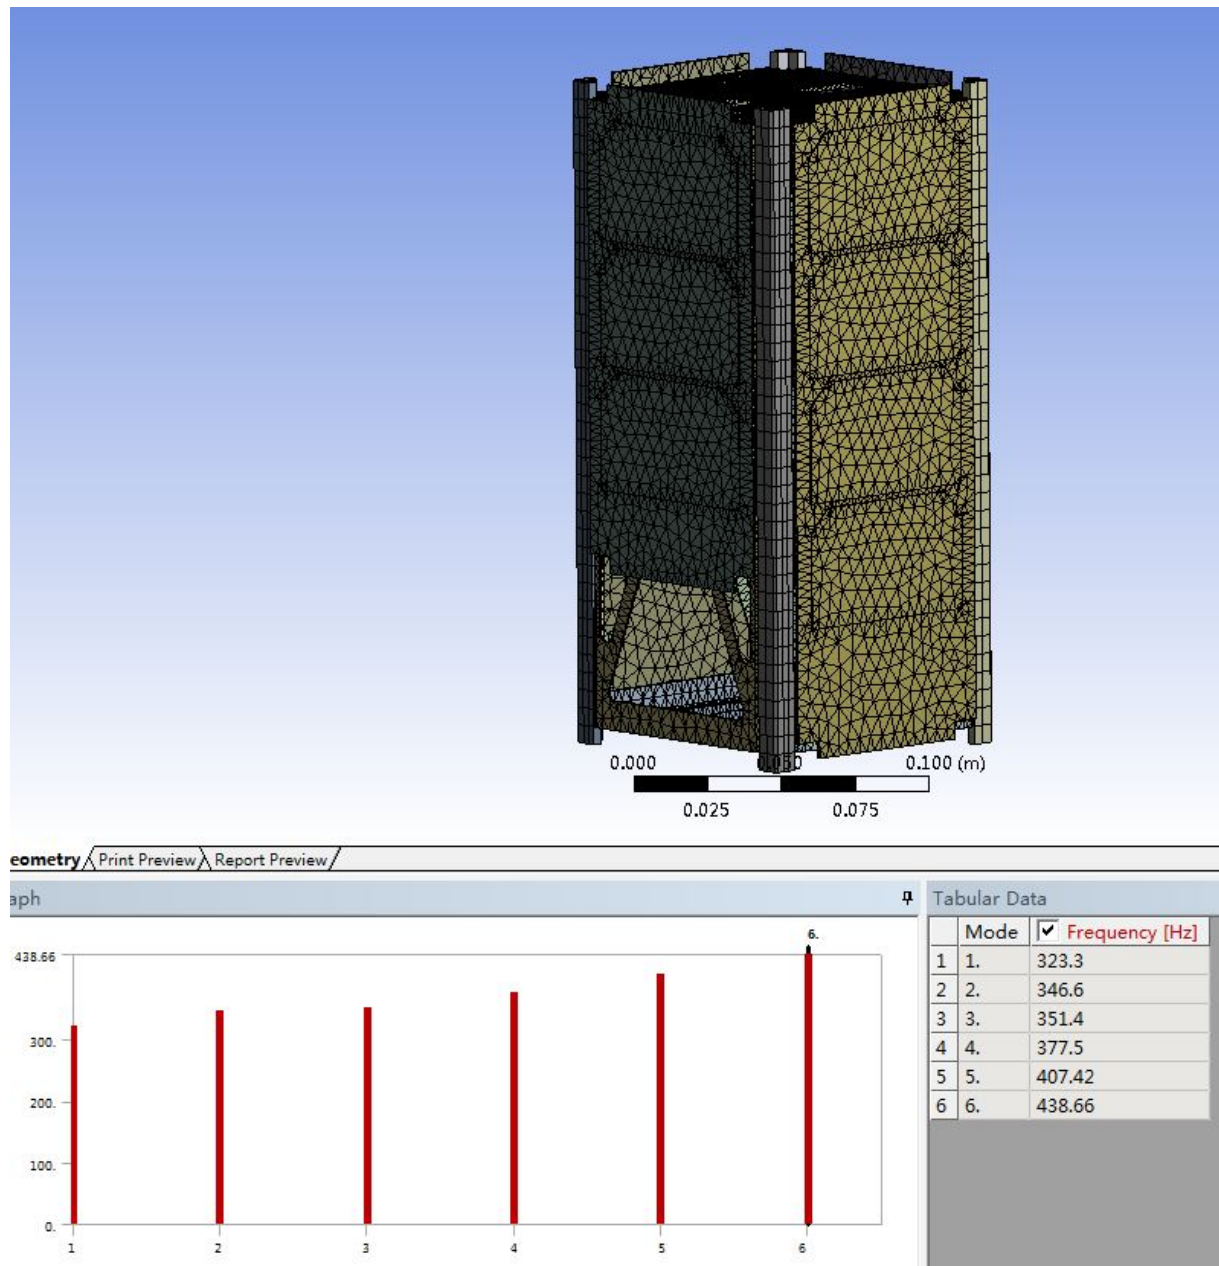 0.000 0.050 0.100 (m)
0.025 0.075
eometry Print Preview Report Preview
aph
Tabular Data
6.
438.66
300.
200.
100.
0.
1 2 3 4 5 6
Mode Frequency [Hz]
1 1. 323.3
2 2. 346.6
3 3. 351.4
4 4. 377.5
5 5. 407.42
6 6. 438.66